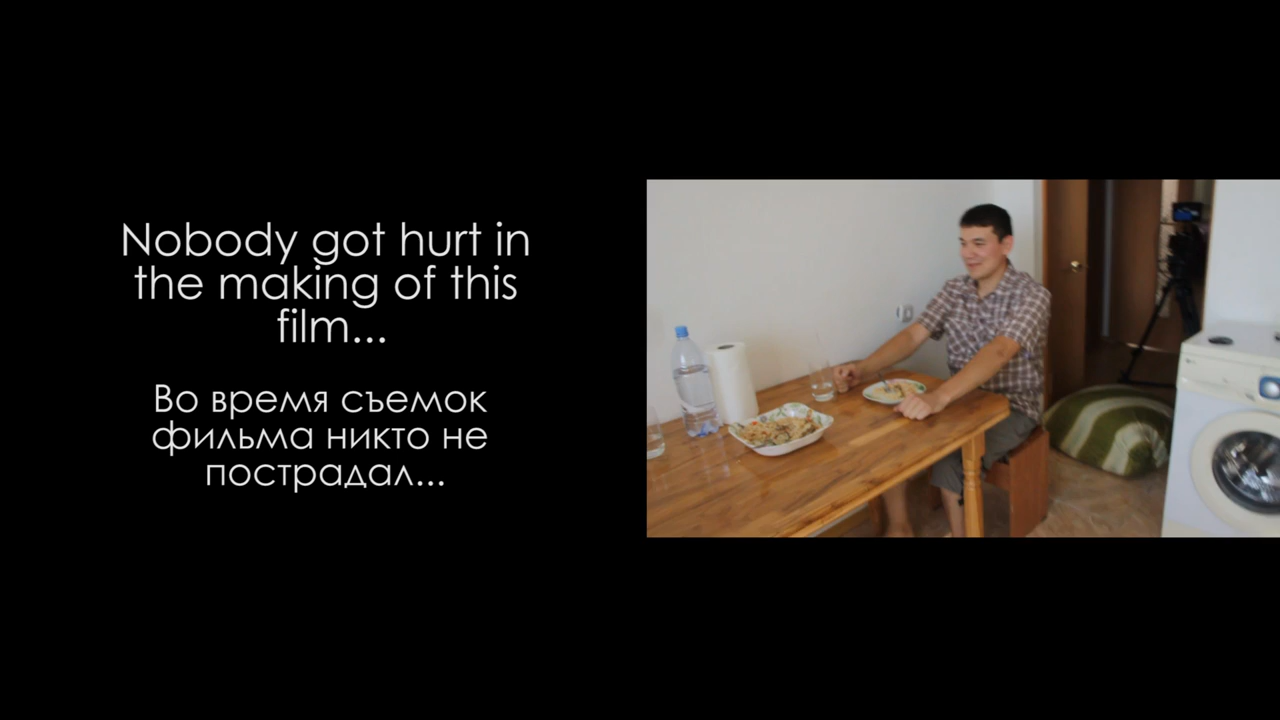 Nobody got hurt in
the making of this
film...
Во время съемок
фильма никто не
пострадал...